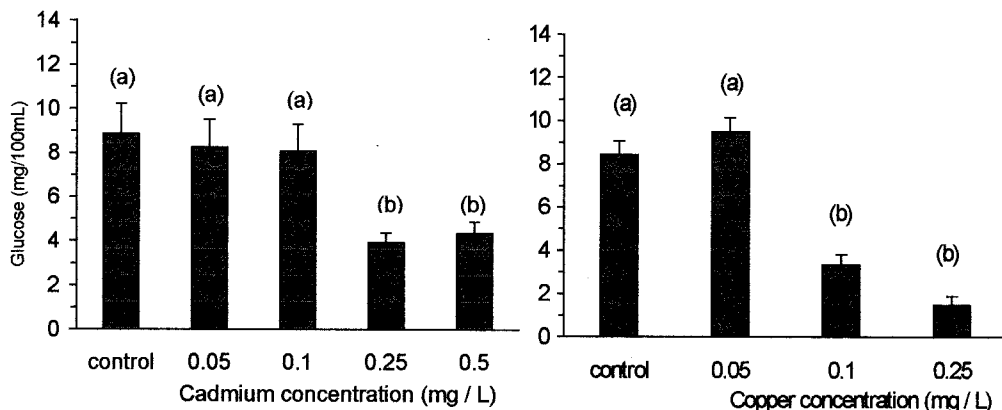 Glucose (mg/100mL)
14
12
10
8
6
4
2
0
(a)
(a)
(a)
(b)
(b)
control 0.05 0.1 0.25 0.5
Cadmium concentration (mg / L)
14
12
10
8
6
4
2
0
(a)
(a)
(b)
(b)
control 0.05 0.1 0.25
Copper concentration (mg / L)